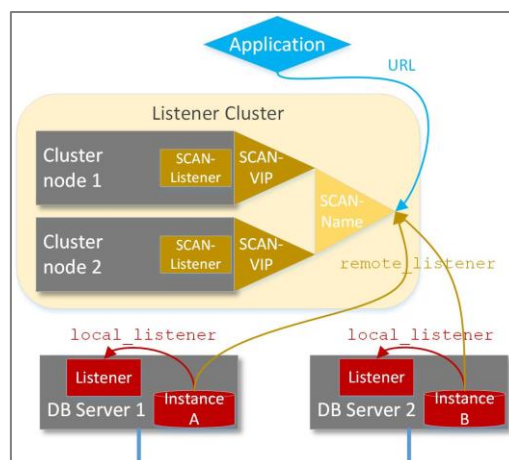 Application
URL
Listener Cluster
Cluster
node 1
SCAN-
Listener
SCAN-
VIP
SCAN-
Name
Cluster
node 2
SCAN-
Listener
SCAN-
VIP
remote_listener
local_listener
Listener
DB Server 1
Instance
A
local_listener
Listener
DB Server 2
Instance
B